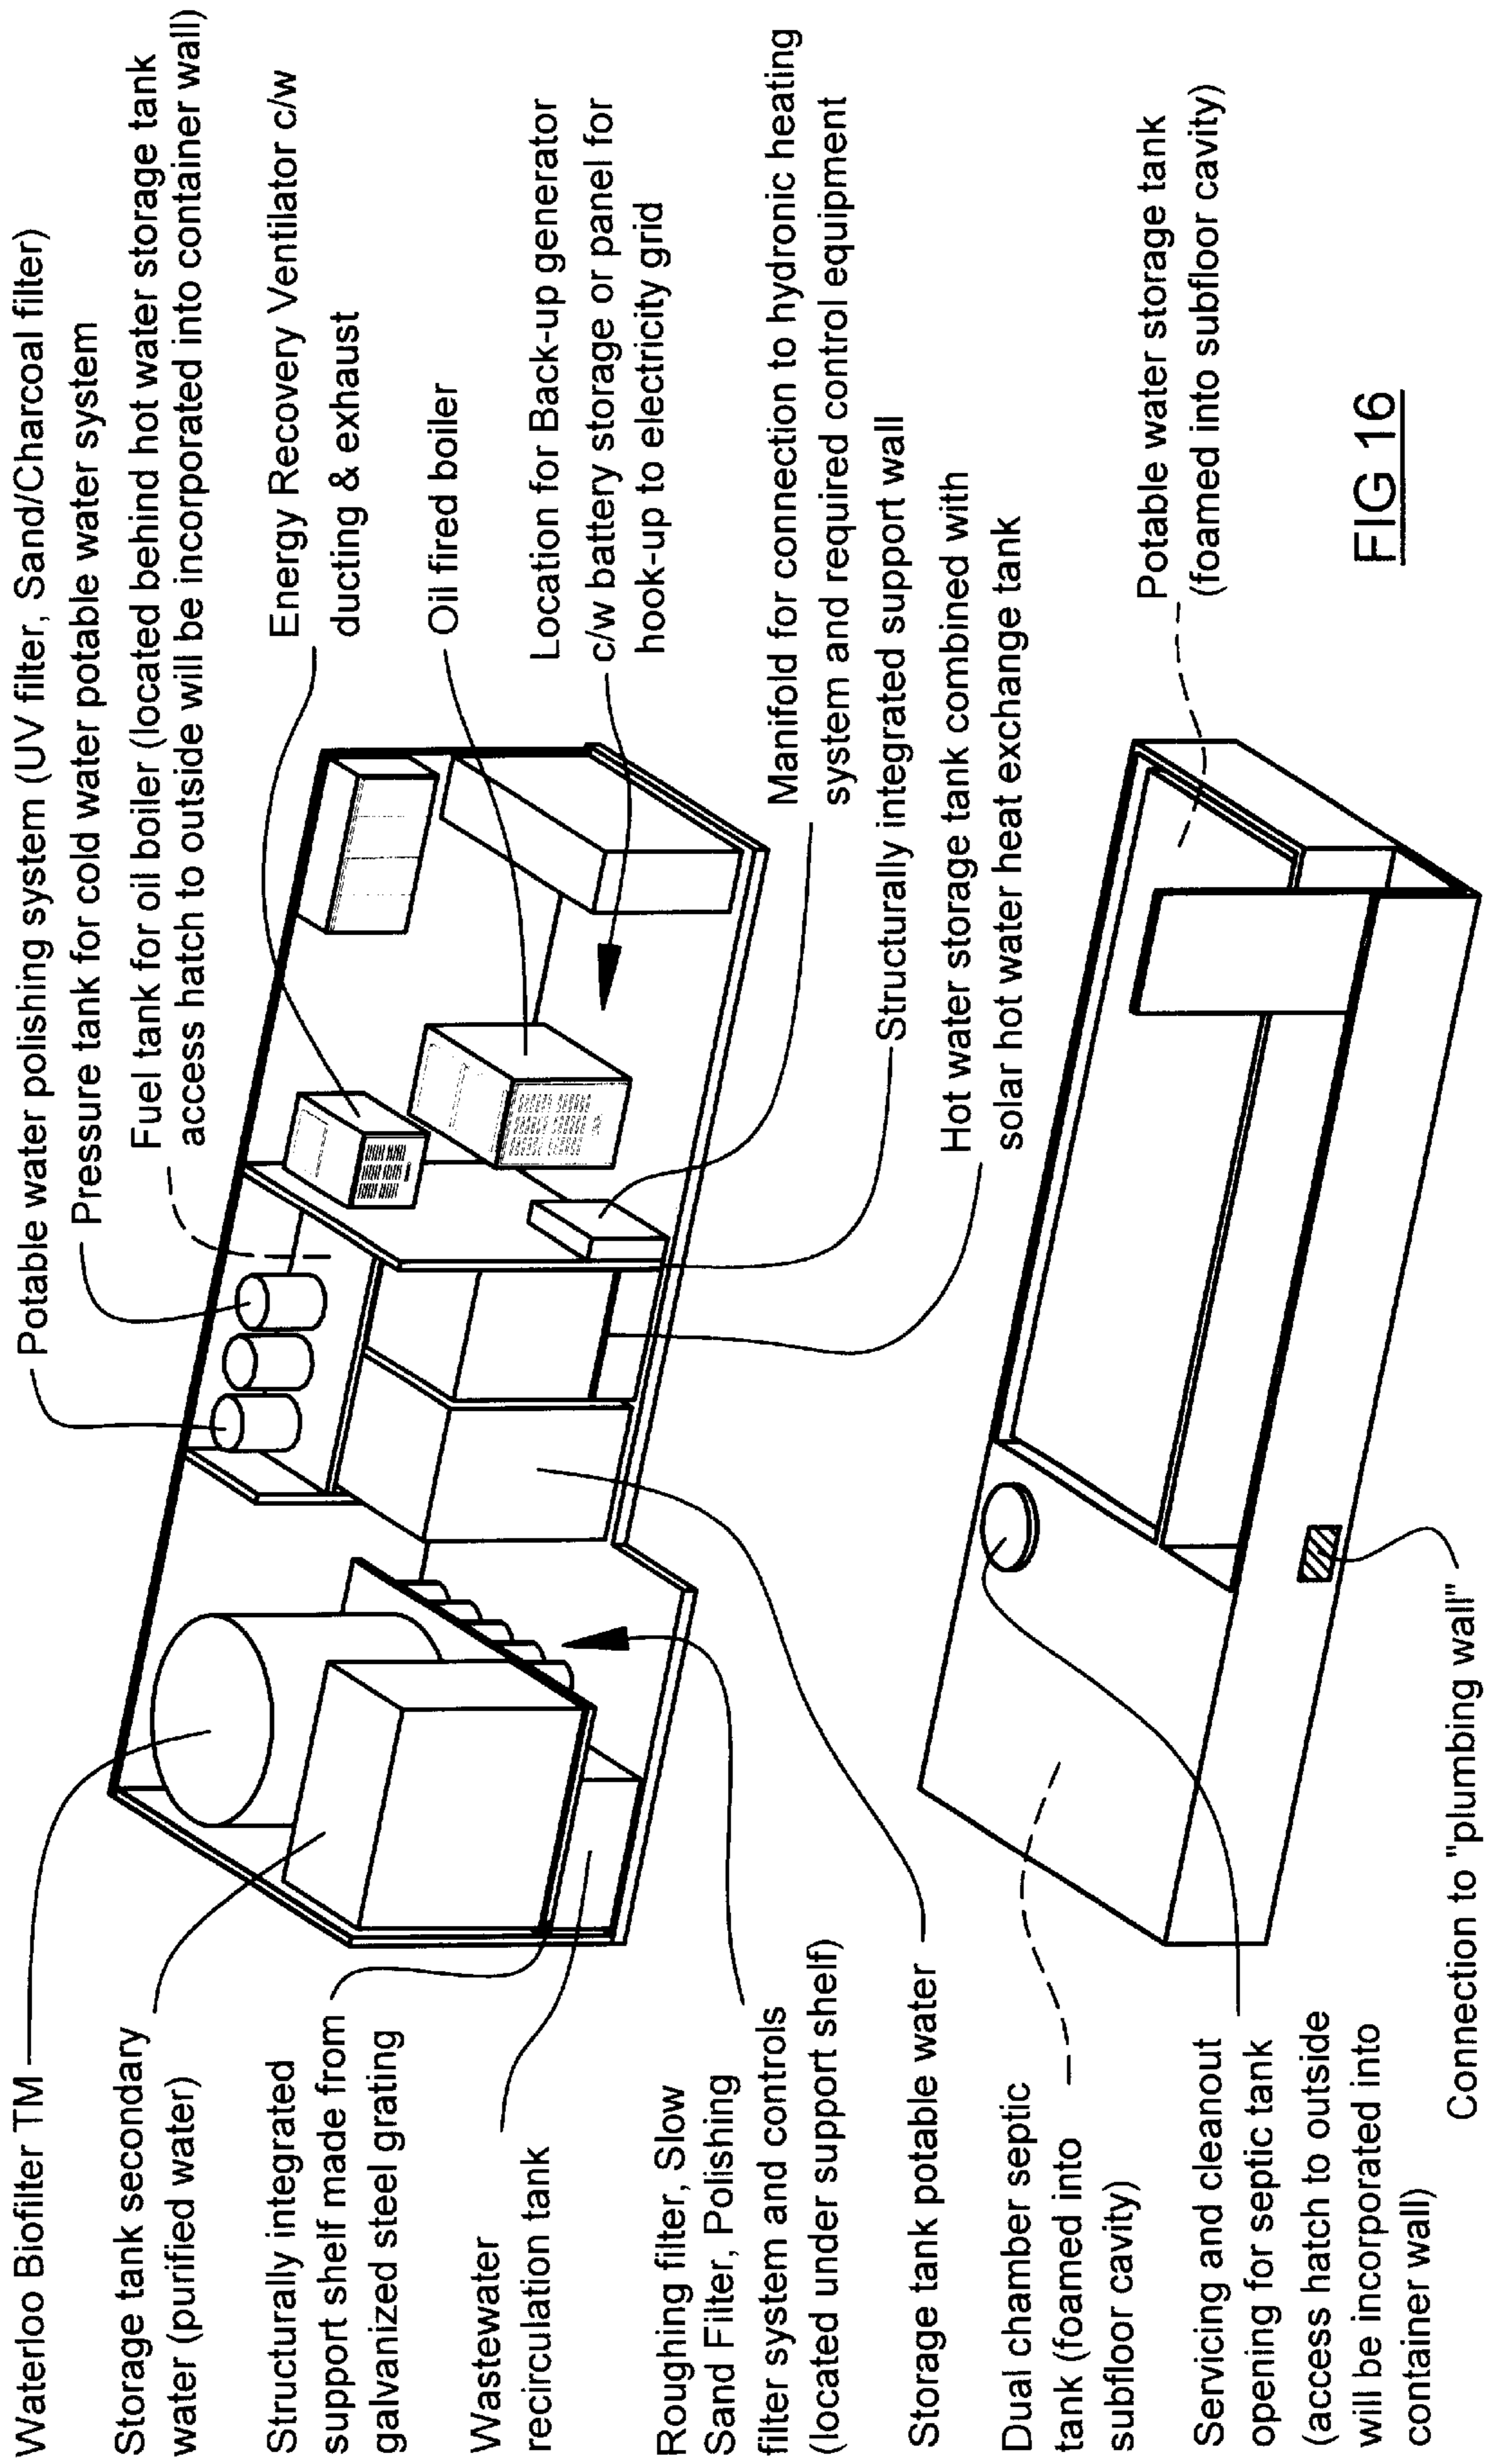 Potable water polishing system (UV filter, Sand/Charcoal filter)
Pressure tank for cold water potable water system
Fuel tank for oil boiler (located behind hot water storage tank
access hatch to outside will be incorporated into container wall)
Energy Recovery Ventilator c/w
ducting & exhaust
Oil fired boiler
Location for Back-up generator
c/w battery storage or panel for
hook-up to electricity grid
Manifold for connection to hydronic heating
system and required control equipment
Structurally integrated support wall
Hot water storage tank combined with
solar hot water heat exchange tank
Potable water storage tank
(foamed into subfloor cavity)
Waterloo Biofilter TM
Storage tank secondary
water (purified water)
Structurally integrated
support shelf made from
galvanized steel grating
Wastewater
recirculation tank
Roughing filter, Slow
Sand Filter, Polishing
filter system and controls
(located under support shelf)
Storage tank potable water
Dual chamber septic
tank (foamed into
subfloor cavity)
Servicing and cleanout
opening for septic tank
(access hatch to outside
will be incorporated into
container wall)
Connection to "plumbing wall"
FIG 16